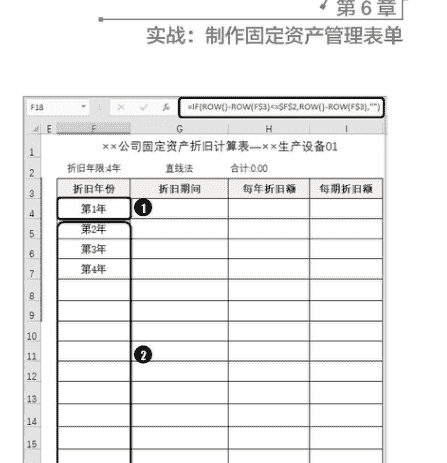 第6章
实战：制作固定资产管理表单
F18 =IF(ROW()-ROW(F$3)<=$F$2,ROW()-ROW(F$3),"")
E F G H I
1 ××公司固定资产折旧计算表—××生产设备01
2 折旧年限:4年 直线法 合计:0.00
3 折旧年份 折旧期间 每年折旧额 每期折旧额
4 第1年 1
5 第2年
6 第3年
7 第4年
8
9
10
11 2
12
13
14
15